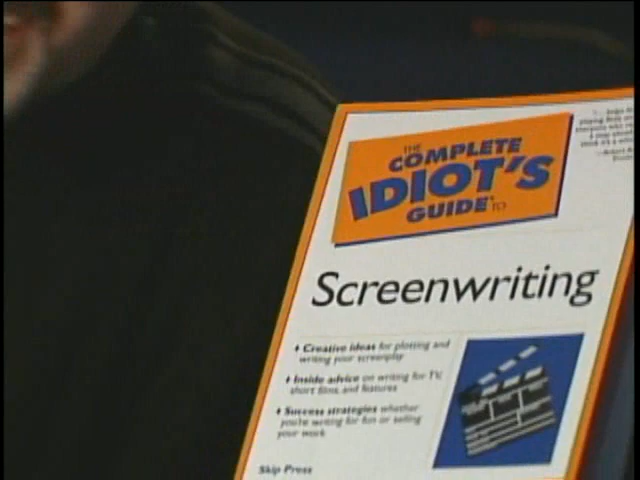 THE
COMPLETE
IDIOT'S
GUIDE TO
Screenwriting
Creative ideas for plotting and
writing your screenplay
Inside advice on writing for TV,
short films, and features
Success strategies whether
you're writing for fun or selling
your work
Skip Press